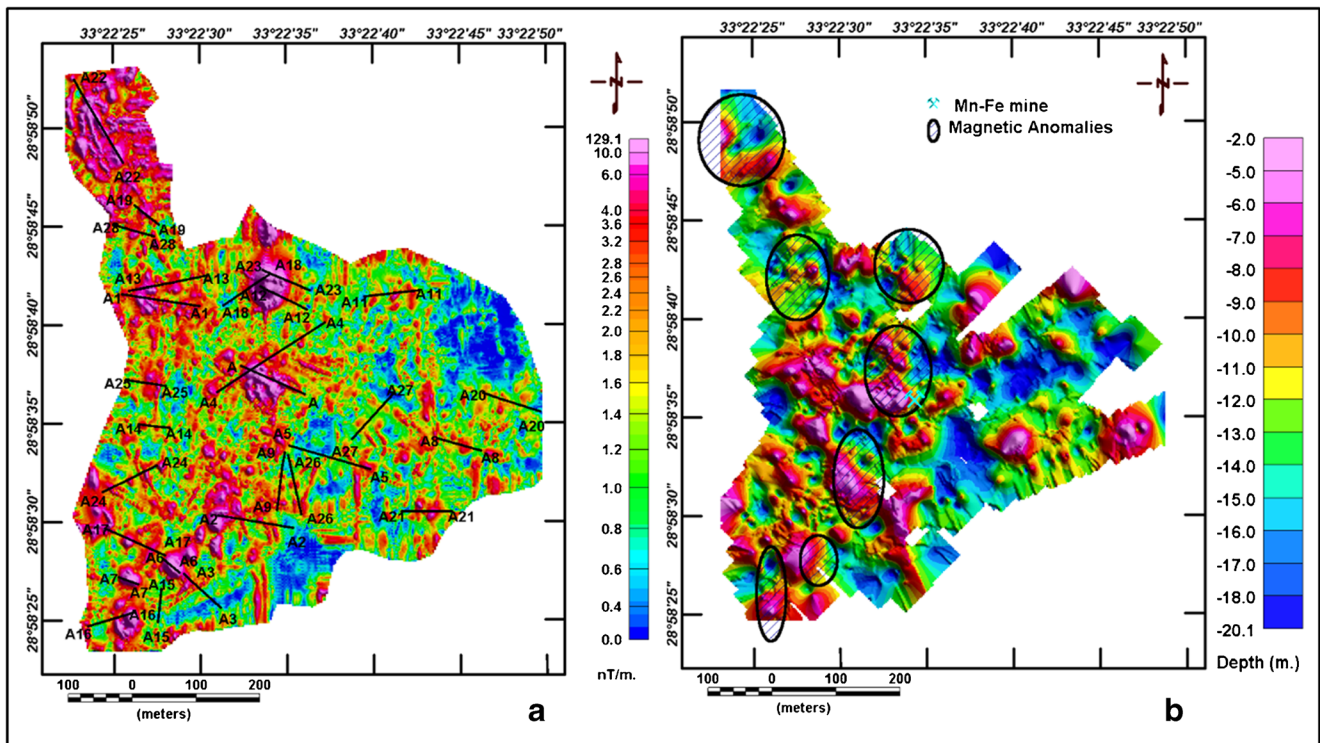 33°22'25" 33°22'30" 33°22'35" 33°22'40" 33°22'45" 33°22'50"
28°58'50"
28°58'45"
28°58'40"
28°58'35"
28°58'30"
28°58'25"
N
A22
A22
A19
A19
A28
A28
A13
A13
A1
A1
A23
A18
A23
A12
A18
A12
A11
A11
A4
A
A
A4
A25
A25
A27
A27
A20
A20
A14
A14
A5
A9
A26
A5
A8
A8
A24
A24
A9
A26
A21
A21
A2
A2
A17
A17
A6
A6
A3
A7
A7
A15
A3
A16
A16
A15
129.1
10.0
6.0
4.0
3.6
3.2
2.6
2.4
2.2
2.0
1.6
1.4
1.2
1.0
0.8
0.6
0.4
0.0
nT/m.
100 0 100 200
(meters)
a
33°22'25" 33°22'30" 33°22'35" 33°22'40" 33°22'45" 33°22'50"
28°58'50"
28°58'45"
28°58'40"
28°58'35"
28°58'30"
28°58'25"
N
Mn-Fe mine
Magnetic Anomalies
-2.0
-5.0
-6.0
-7.0
-8.0
-9.0
-10.0
-11.0
-12.0
-13.0
-14.0
-15.0
-16.0
-17.0
-18.0
-20.1
Depth (m.)
100 0 100 200
(meters)
b